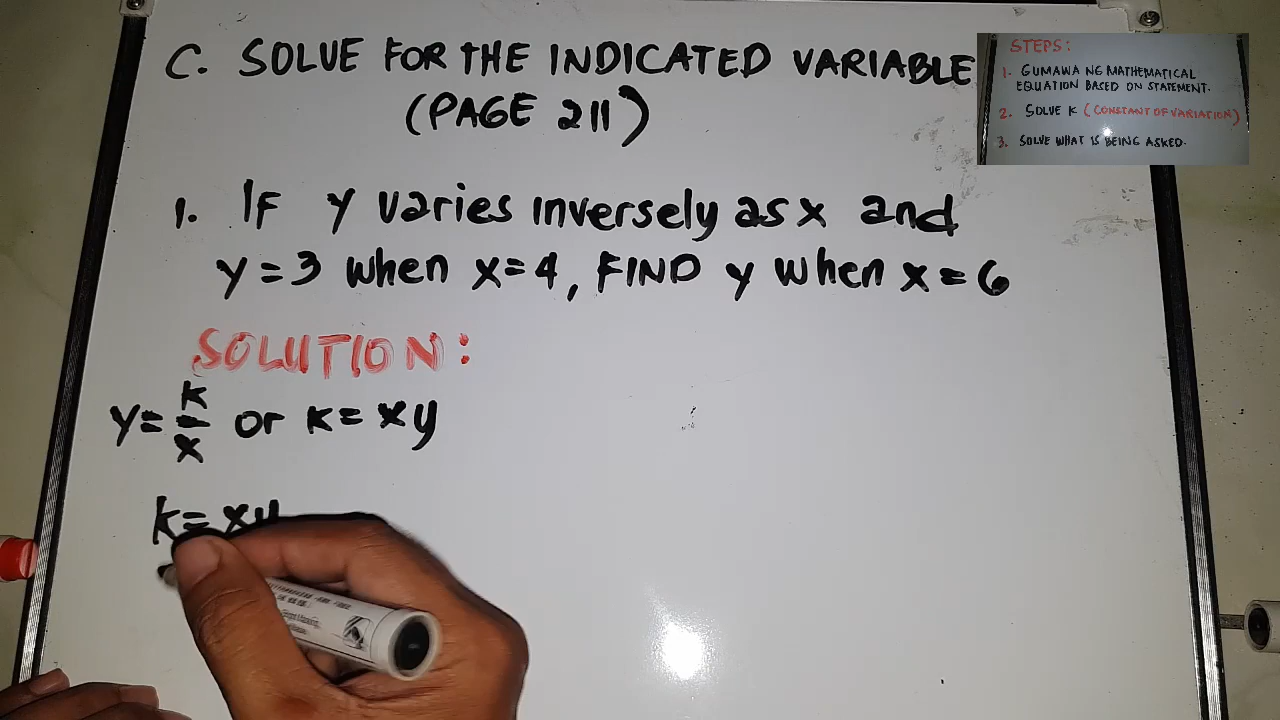 C. SOLVE FOR THE INDICATED VARIABLE
(PAGE 211)
STEPS:
1. GUMAWA NG MATHEMATICAL
EQUATION BASED ON STATEMENT.
2. SOLVE K (CONSTANT OF VARIATION)
3. SOLVE WHAT IS BEING ASKED.
1. IF y varies inversely as x and
y = 3 when x = 4, FIND y when x = 6
SOLUTION:
y = k/x or k = xy
k = xy